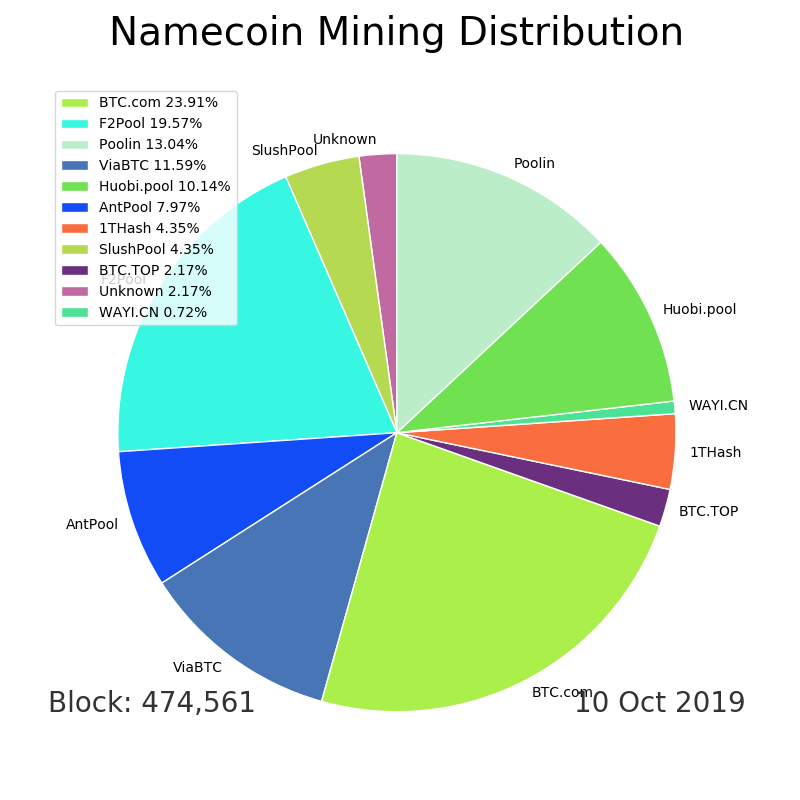 Namecoin Mining Distribution
BTC.com 23.91%
F2Pool 19.57%
Poolin 13.04%
ViaBTC 11.59%
Huobi.pool 10.14%
AntPool 7.97%
1THash 4.35%
SlushPool 4.35%
BTC.TOP 2.17%
Unknown 2.17%
WAYI.CN 0.72%
Unknown
SlushPool
Poolin
F2Pool
Huobi.pool
WAYI.CN
1THash
BTC.TOP
AntPool
ViaBTC
BTC.com
Block: 474,561
10 Oct 2019